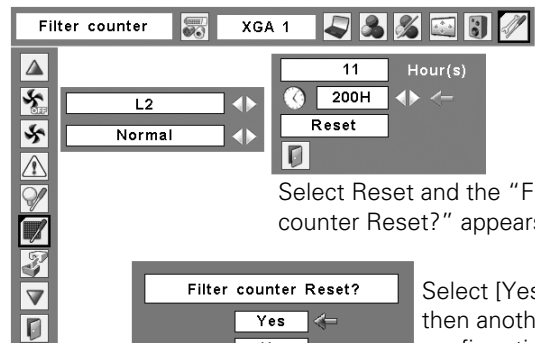 Filter counter
XGA 1
11 Hour(s)
200H
Reset
L2
Normal
OFF
Select Reset and the “F
counter Reset?” appears
Filter counter Reset?
Yes
Select [Yes
then anoth